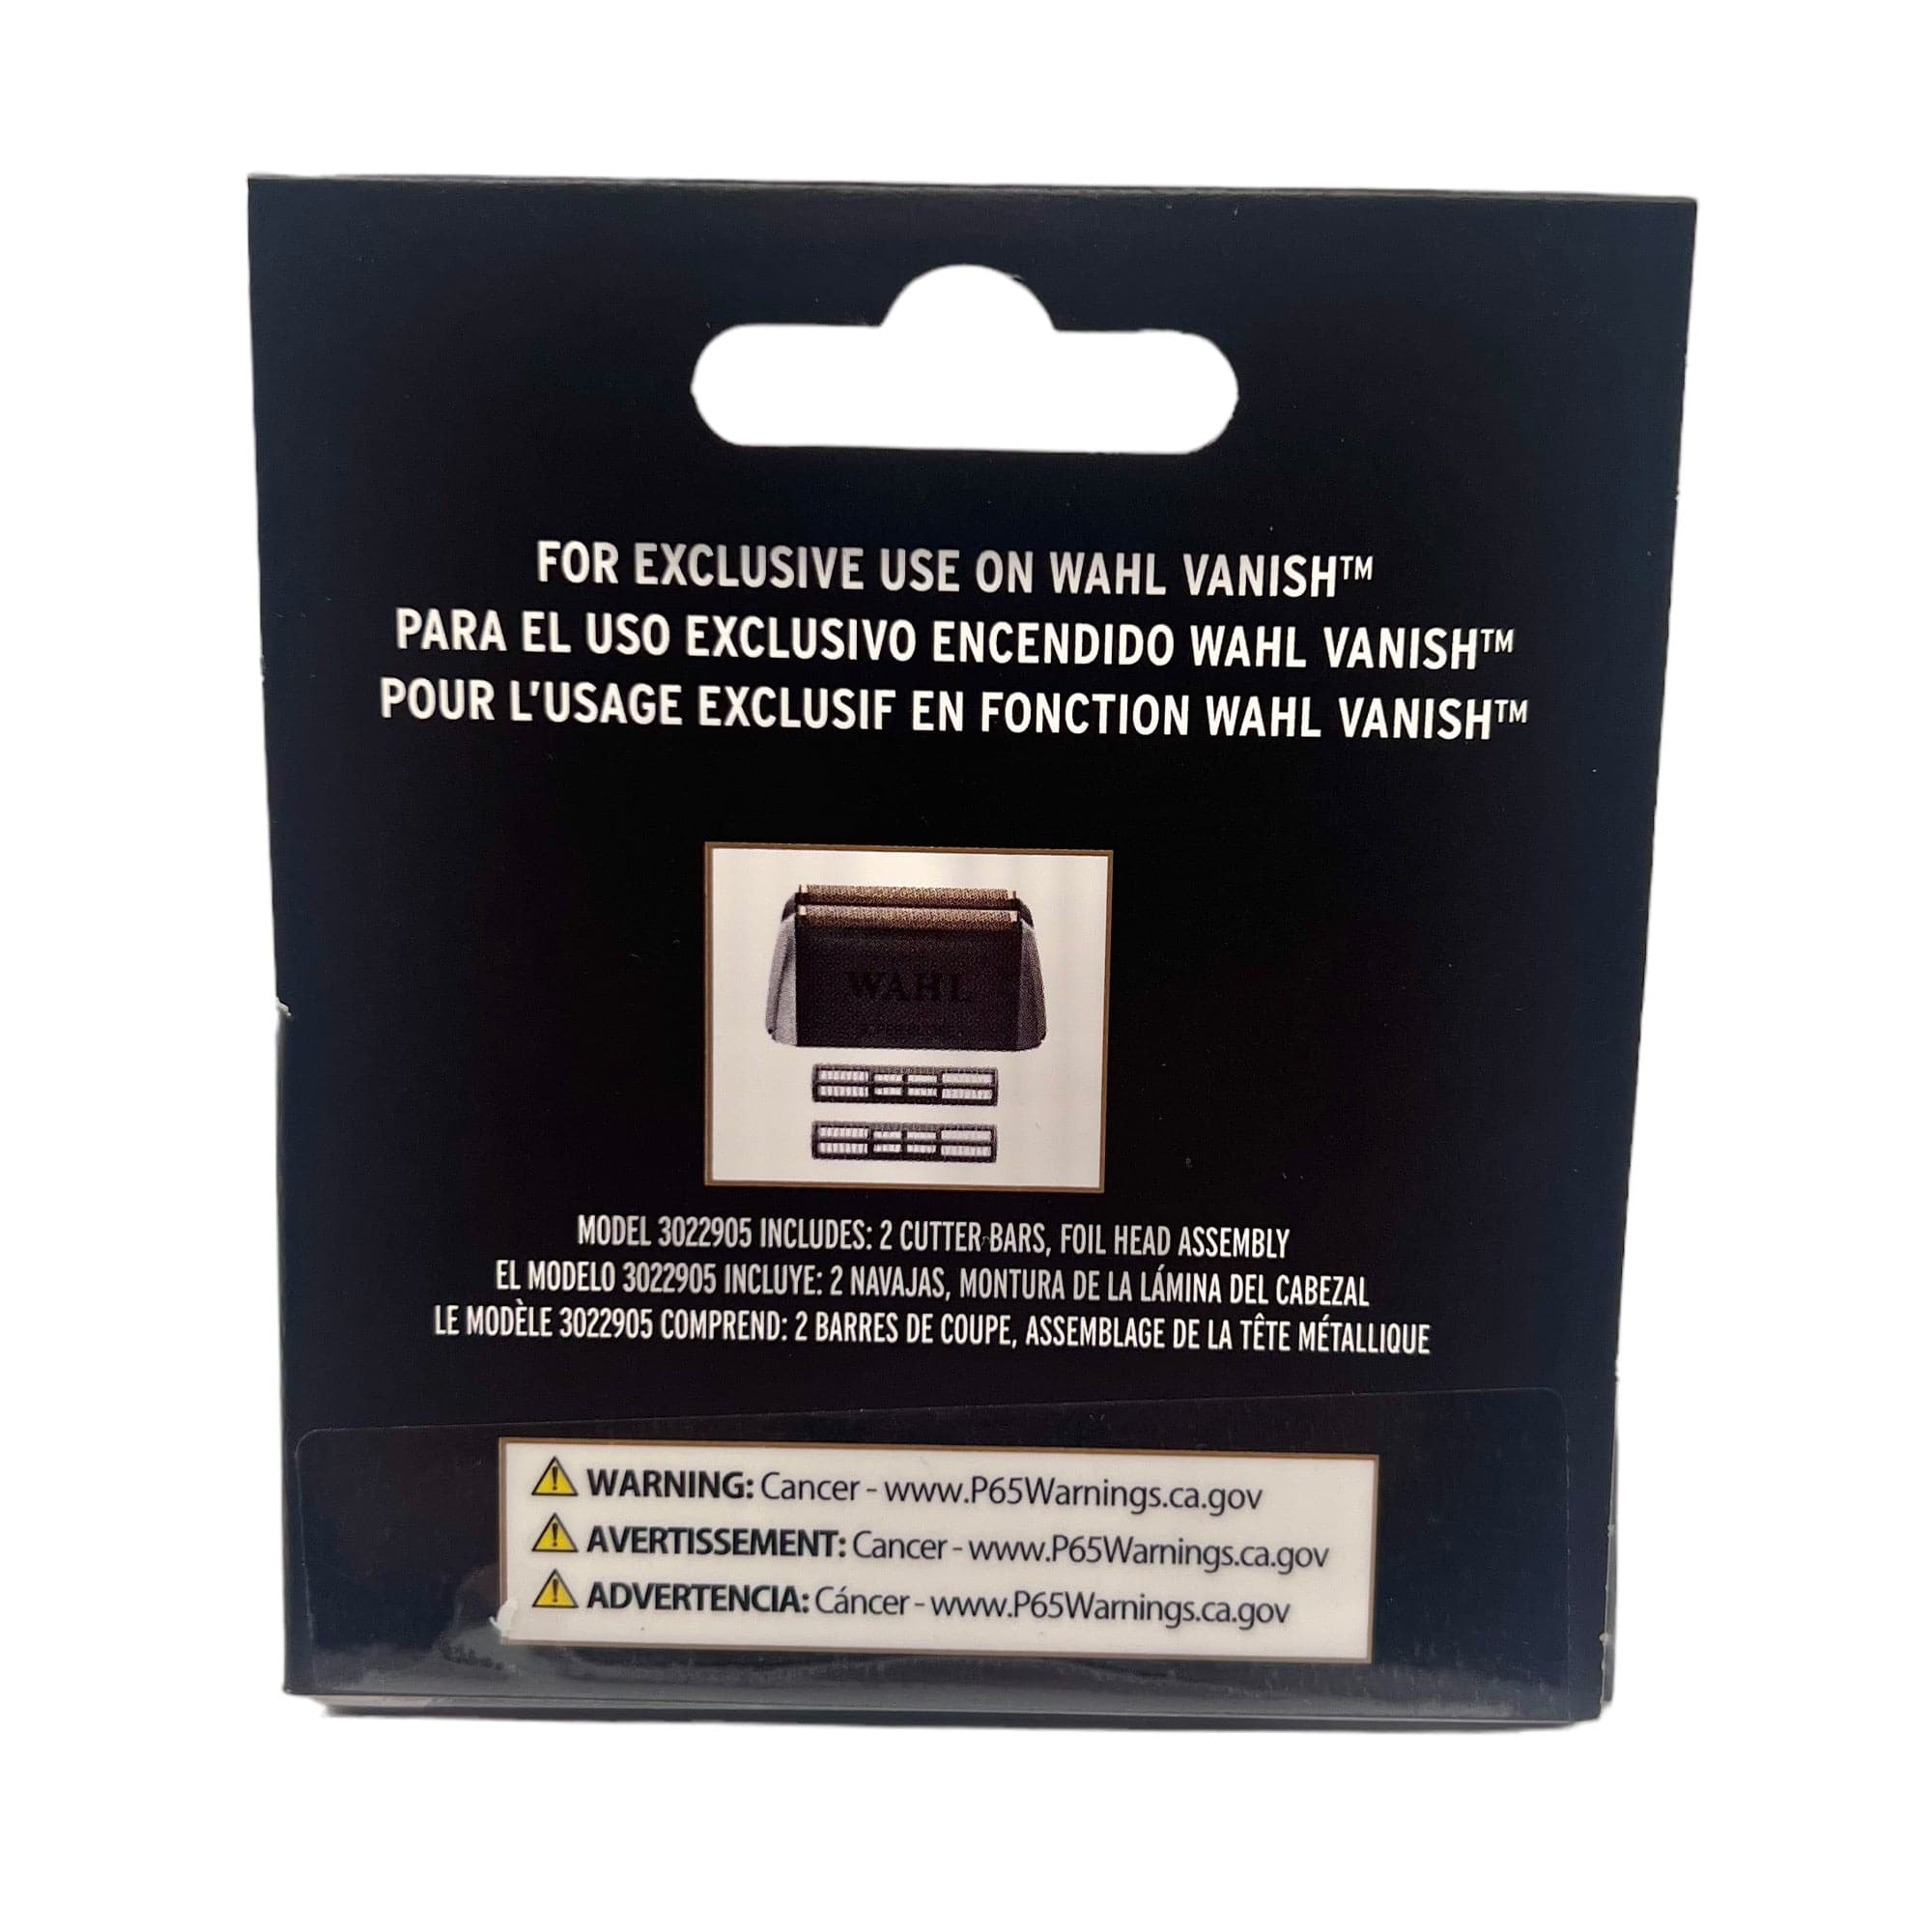 FOR EXCLUSIVE USE ON WAHL VANISH™
PARA EL USO EXCLUSIVO ENCENDIDO WAHL VANISH™
POUR L'USAGE EXCLUSIF EN FONCTION WAHL VANISH™
WAHL
MODEL 3022905 INCLUDES: 2 CUTTER BARS, FOIL HEAD ASSEMBLY
EL MODELO 3022905 INCLUYE: 2 NAVAJAS, MONTURA DE LA LÁMINA DEL CABEZAL
LE MODÈLE 3022905 COMPREND: 2 BARRES DE COUPE, ASSEMBLAGE DE LA TÊTE MÉTALLIQUE
WARNING: Cancer - www.P65Warnings.ca.gov
AVERTISSEMENT: Cancer - www.P65Warnings.ca.gov
ADVERTENCIA: Cáncer - www.P65Warnings.ca.gov